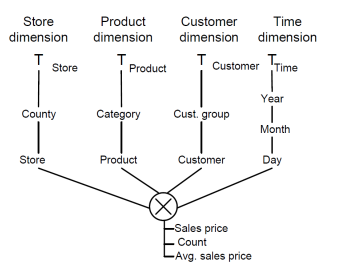 Store dimension
Product dimension
Customer dimension
Time dimension
T Store
T Product
T Customer
T Time
Year
County
Category
Cust. group
Month
Store
Product
Customer
Day
Sales price
Count
Avg. sales price